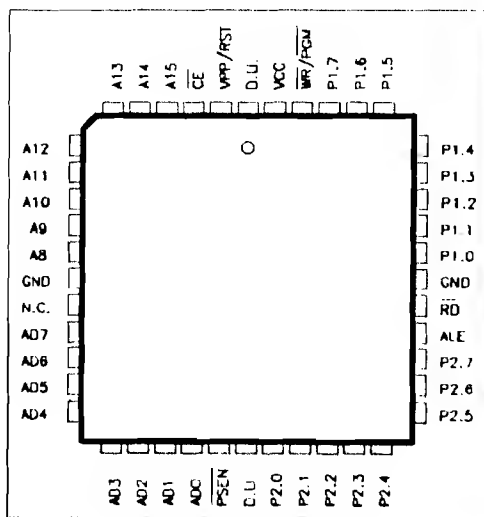 A13 A14 A15 CE VPP/RST D.U. VCC WR/PGM P1.7 P1.6 P1.5
A12 P1.4
A11 P1.3
A10 P1.2
A9 P1.1
A8 P1.0
GND GND
N.C. RD
AD7 ALE
AD6 P2.7
AD5 P2.6
AD4 P2.5
AD3 AD2 AD1 AD0 PSEN D.U P2.0 P2.1 P2.2 P2.3 P2.4